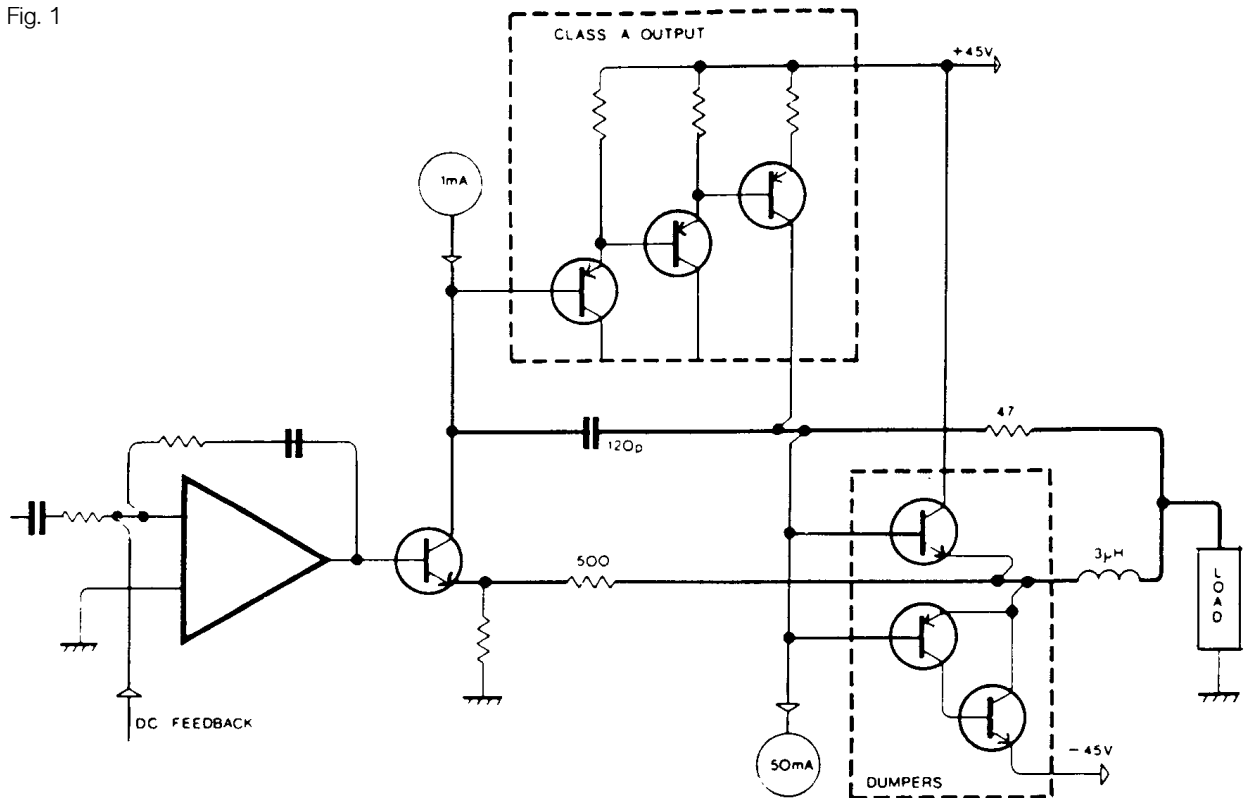 Fig. 1
CLASS A OUTPUT
+45V
1mA
47
120p
500
3μH
LOAD
DC FEEDBACK
50mA
-45V
DUMPERS